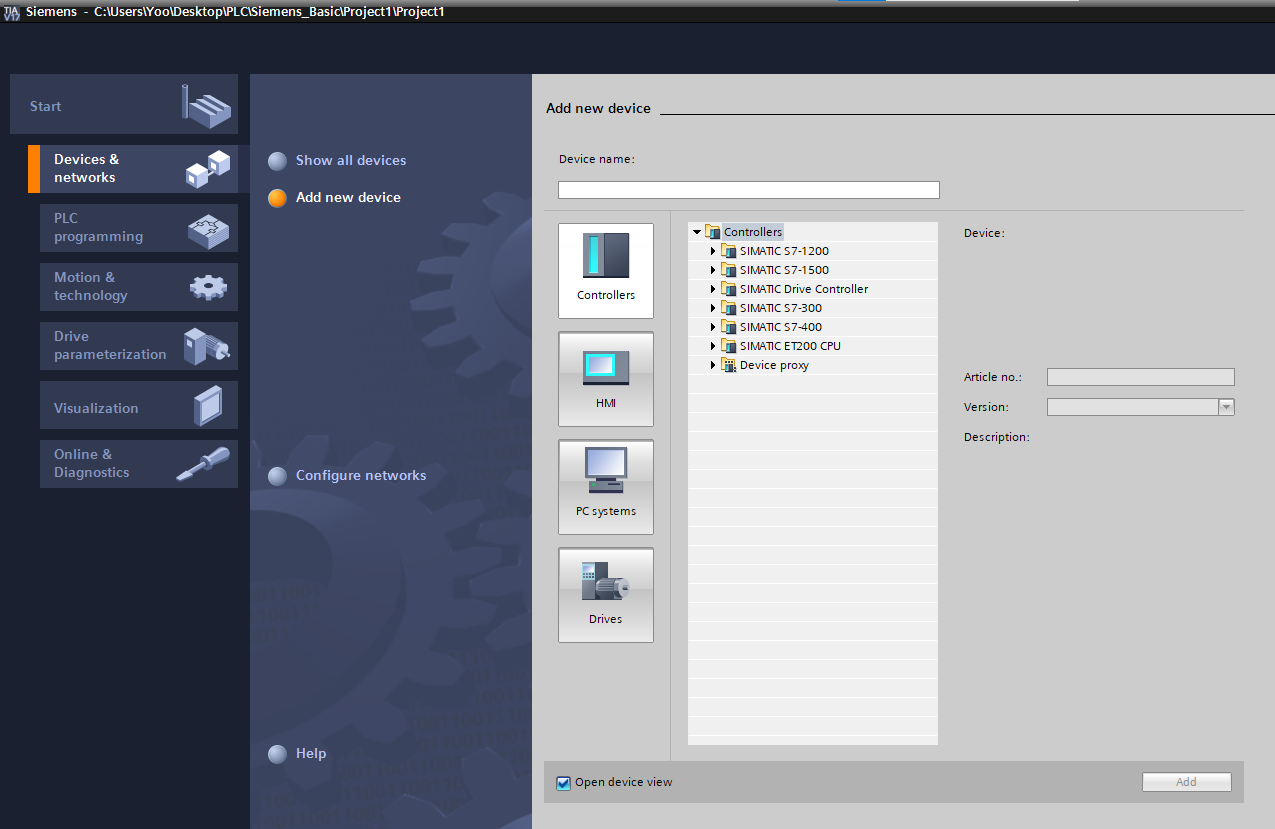 TIA V17 Siemens - C:\Users\Yoo\Desktop\PLC\Siemens_Basic\Project1\Project1
Start
Devices &
networks
PLC
programming
Motion &
technology
Drive
parameterization
Visualization
Online &
Diagnostics
Show all devices
Add new device
Configure networks
Help
Add new device
Device name:
Controllers
HMI
PC systems
Drives
Controllers
SIMATIC S7-1200
SIMATIC S7-1500
SIMATIC Drive Controller
SIMATIC S7-300
SIMATIC S7-400
SIMATIC ET200 CPU
Device proxy
Device:
Article no.:
Version:
Description:
Open device view
Add